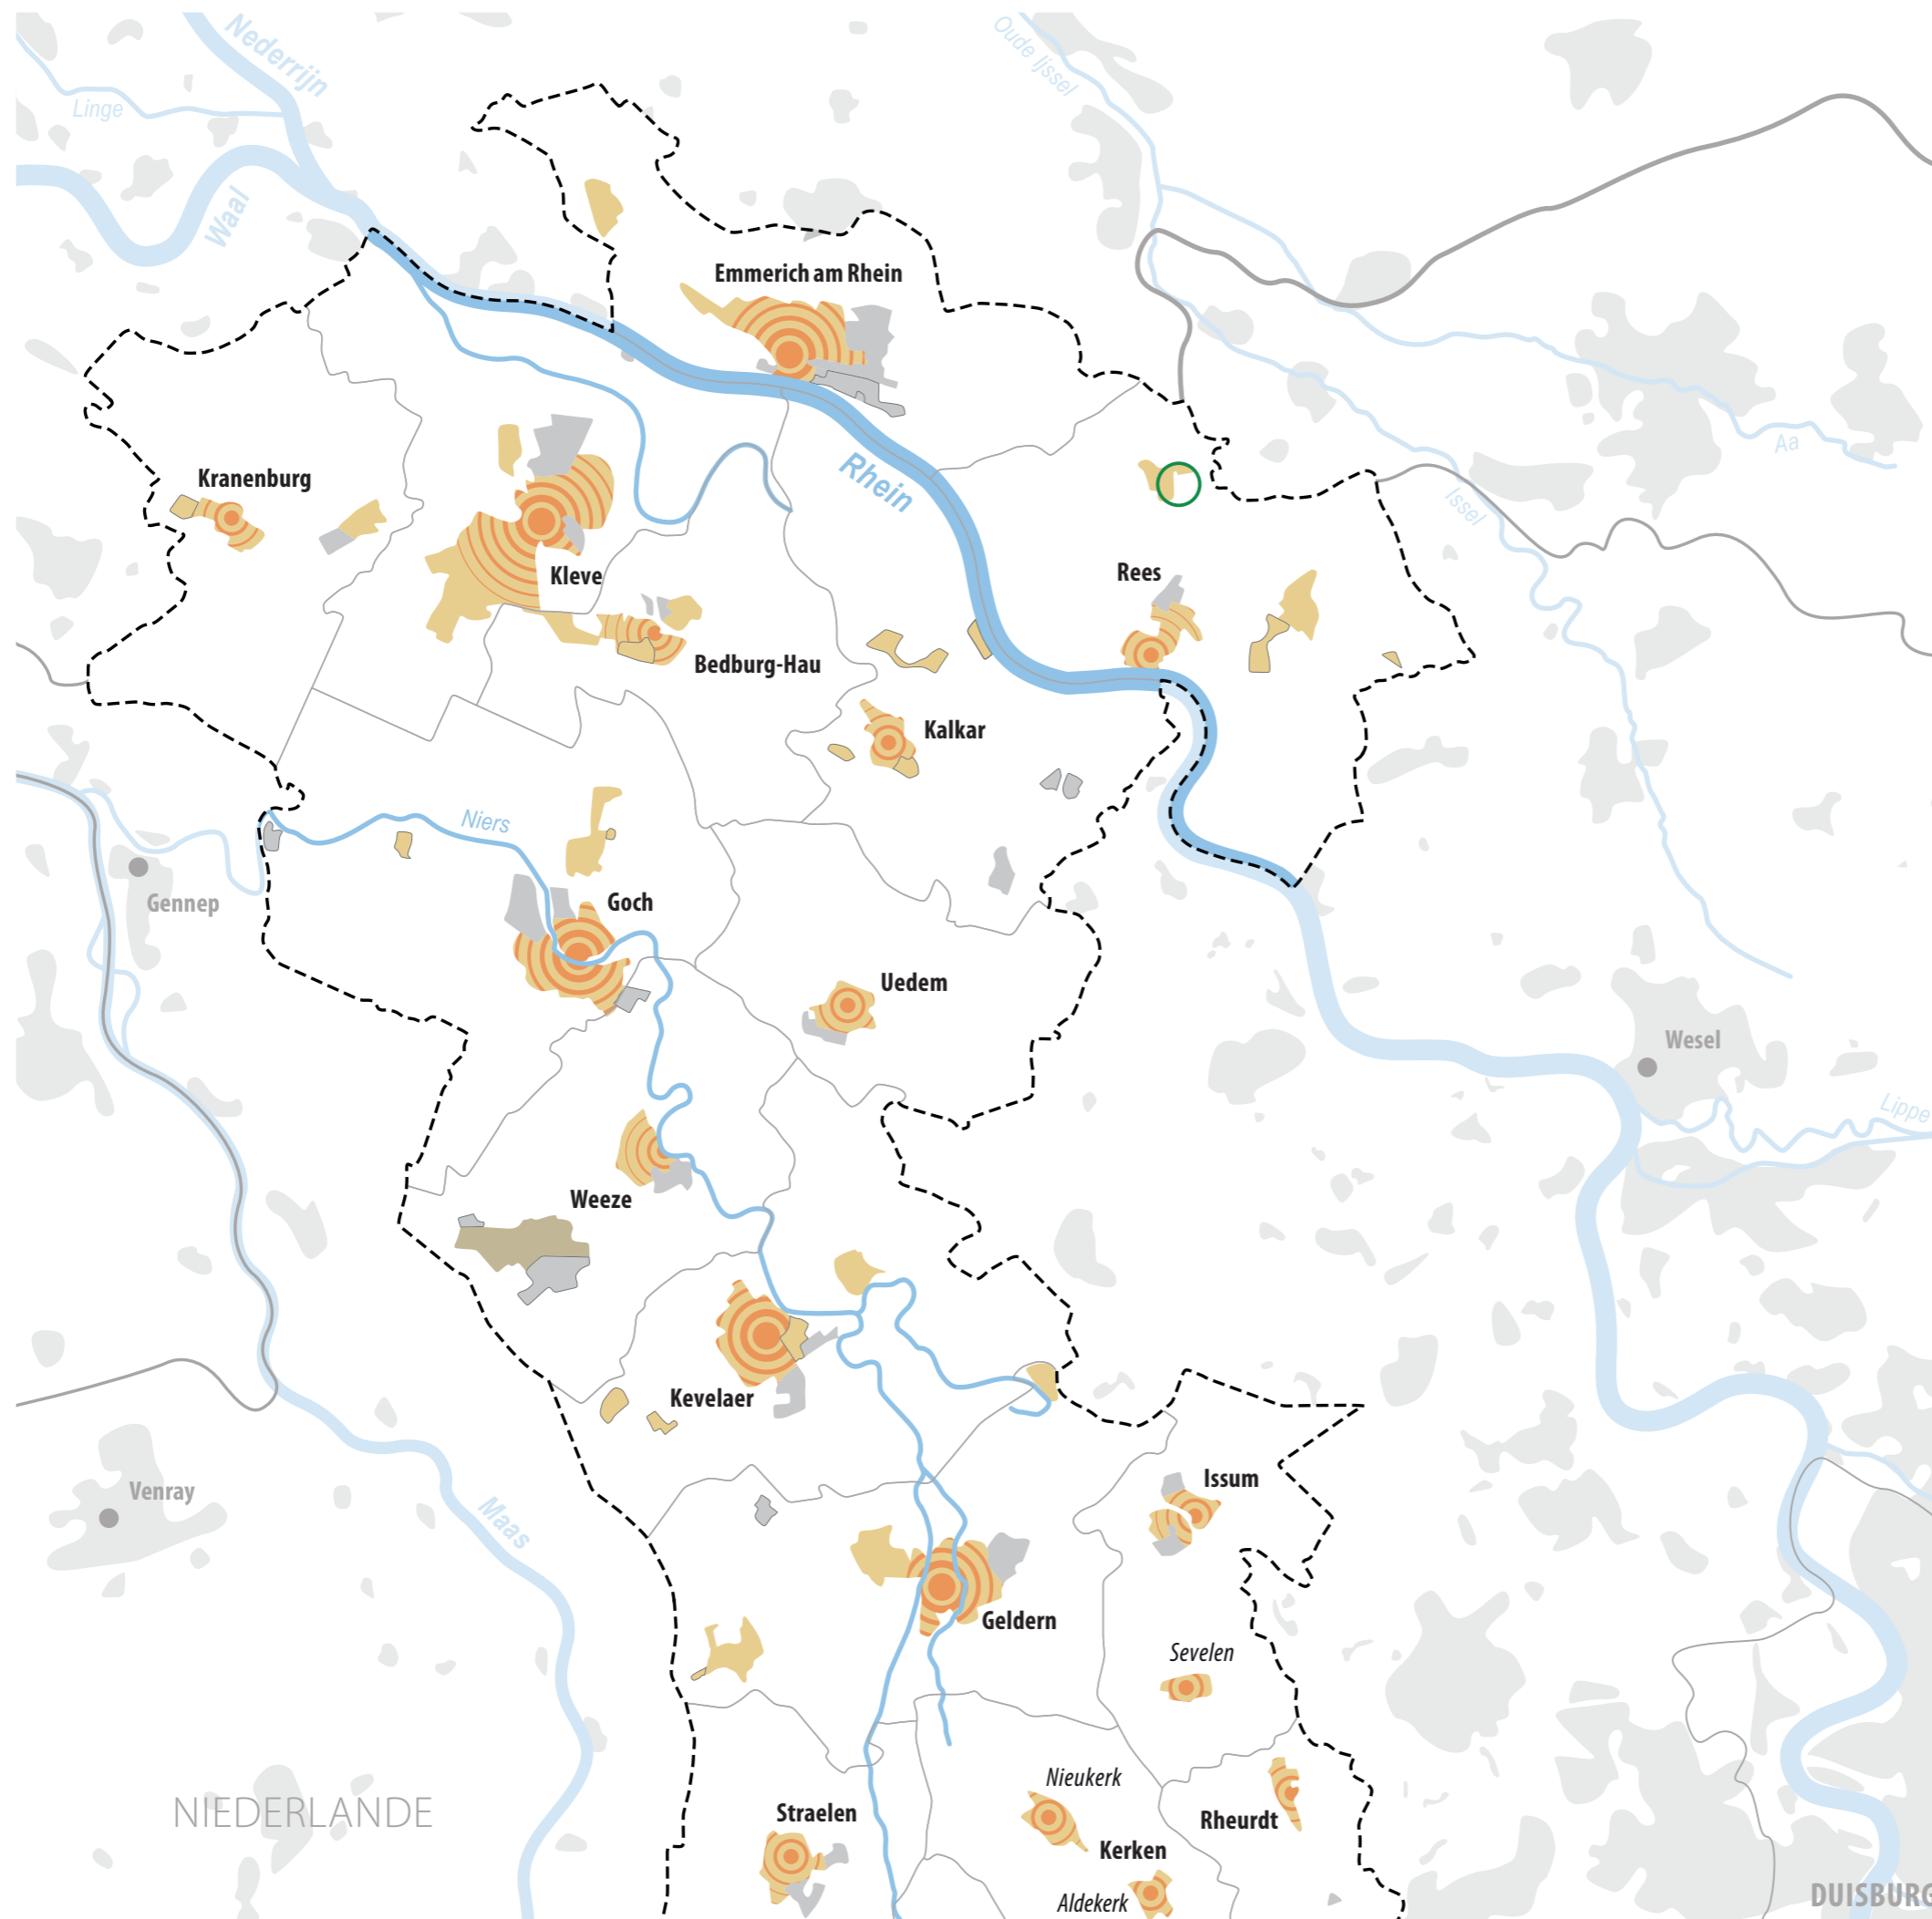 Nederrijn
Oude Ijssel
Linge
Waal
Emmerich am Rhein
Aa
Kranenburg
Rhein
Issel
Kleve
Rees
Bedburg-Hau
Kalkar
Niers
Gennep
Goch
Uedem
Wesel
Lippe
Weeze
Kevelaer
Issum
Venray
Maas
Geldern
Sevelen
Nieukerk
NIEDERLANDE
Straelen
Rheurdt
Kerken
DUISBURG
Aldekerk